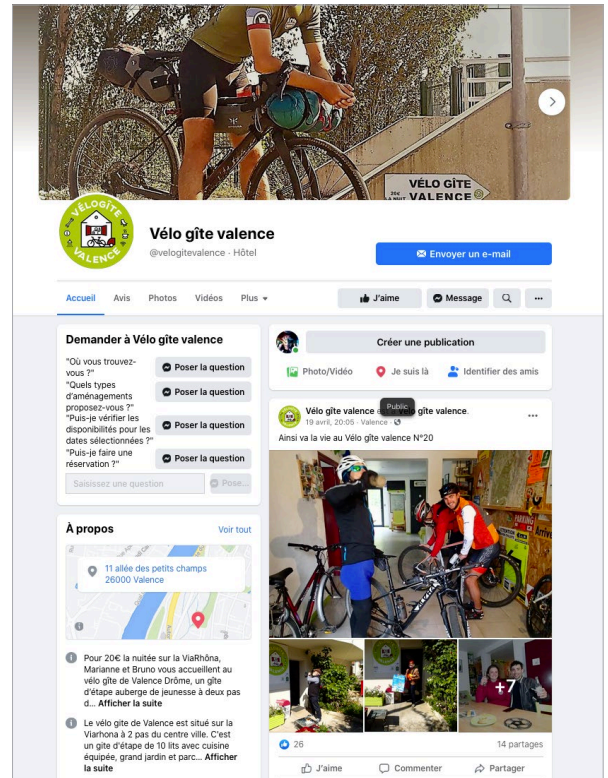 20€
LA NUIT
VÉLO GÎTE
VALENCE
VÉLOGÎTE
VALENCE
Vélo gîte valence
@velogitevalence · Hôtel
Envoyer un e-mail
Accueil Avis Photos Vidéos Plus
J'aime Message
Demander à Vélo gîte valence
"Où vous trouvez-
vous ?"
Poser la question
"Quels types
d'aménagements
proposez-vous ?"
Poser la question
"Puis-je vérifier les
disponibilités pour les
dates sélectionnées ?"
Poser la question
"Puis-je faire une
réservation ?"
Poser la question
Saisissez une question
Pose...
À propos Voir tout
11 allée des petits champs
26000 Valence
Pour 20€ la nuitée sur la ViaRhôna,
Marianne et Bruno vous accueillent au
vélo gîte de Valence Drôme, un gîte
d'étape auberge de jeunesse à deux pas
d... Afficher la suite
Le vélo gite de Valence est situé sur la
Viarhona à 2 pas du centre ville. C'est
un gite d'étape de 10 lits avec cuisine
équipée, grand jardin et parc... Afficher
la suite
Créer une publication
Photo/Vidéo Je suis là Identifier des amis
Vélo gîte valence
Public
gîte valence.
19 avril, 20:05 · Valence ·
Ainsi va la vie au Vélo gîte valence N°20
PARKING
+7
26 14 partages
J'aime Commenter Partager